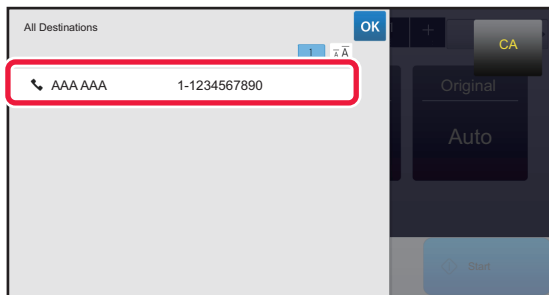 All Destinations
OK
1
A A
AAA AAA 1-1234567890
+
CA
Original
Auto
Start